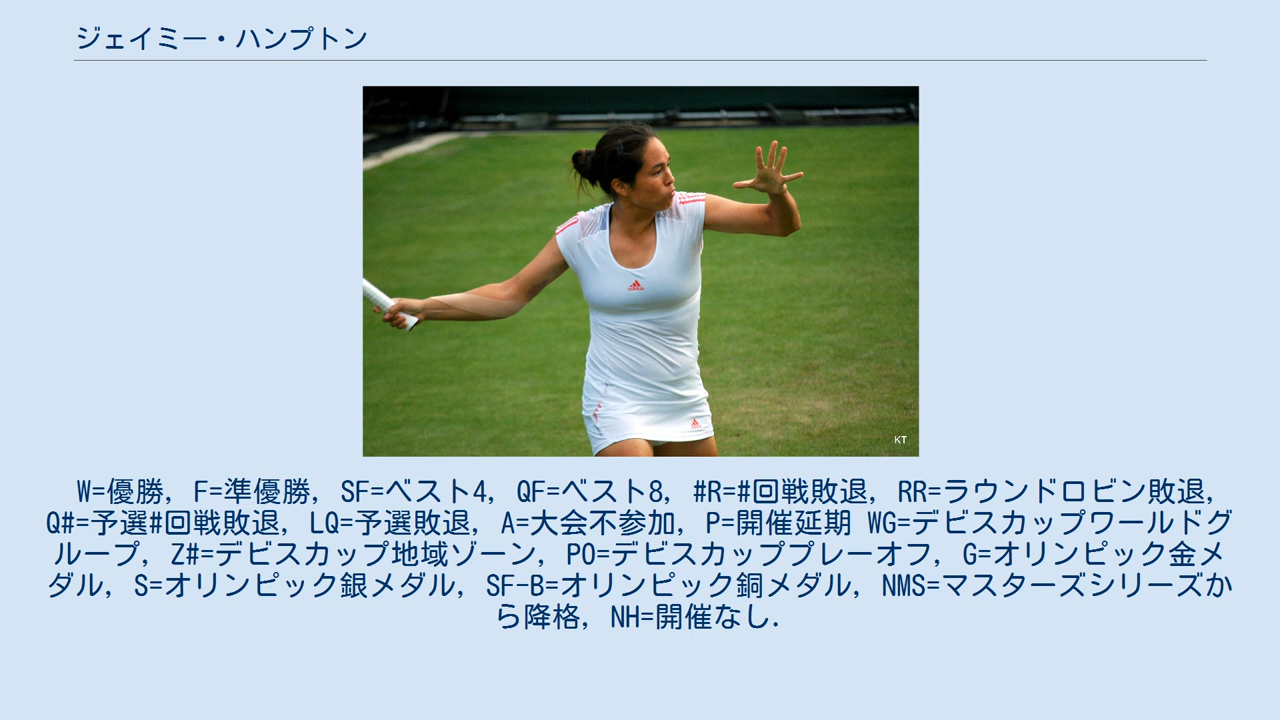 ジェイミー・ハンプトン
adidas
adidas
KT
W=優勝, F=準優勝, SF=ベスト4, QF=ベスト8, #R=#回戦敗退, RR=ラウンドロビン敗退,
Q#=予選#回戦敗退, LQ=予選敗退, A=大会不参加, P=開催延期 WG=デビスカップワールドグ
ループ, Z#=デビスカップ地域ゾーン, PO=デビスカッププレーオフ, G=オリンピック金メ
ダル, S=オリンピック銀メダル, SF-B=オリンピック銅メダル, NMS=マスターズシリーズか
ら降格, NH=開催なし.